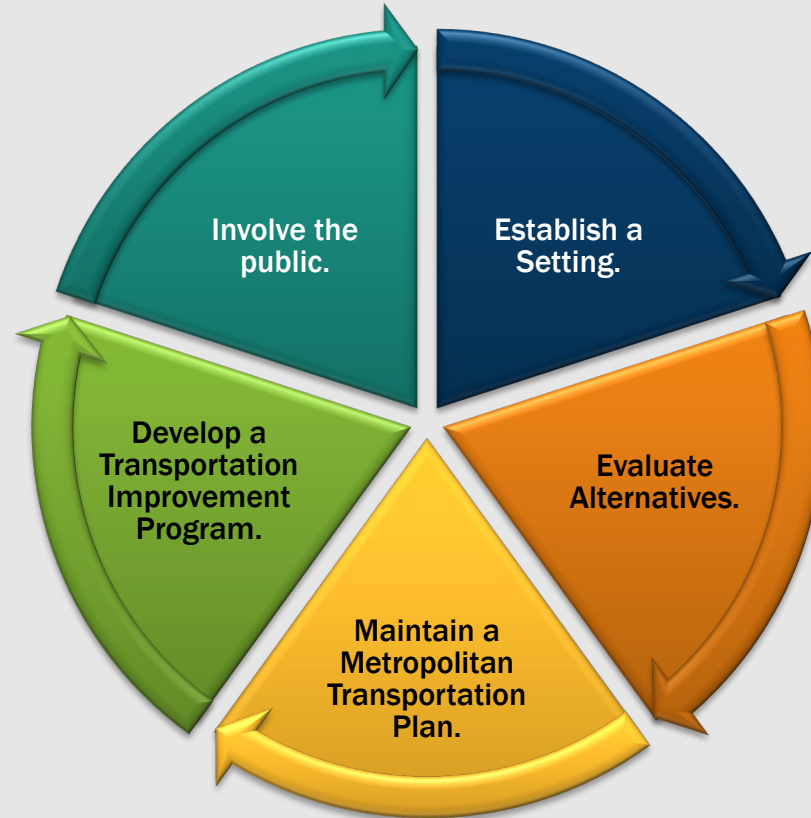 Establish a
Setting.
Evaluate
Alternatives.
Maintain a
Metropolitan
Transportation
Plan.
Develop a
Transportation
Improvement
Program.
Involve the
public.